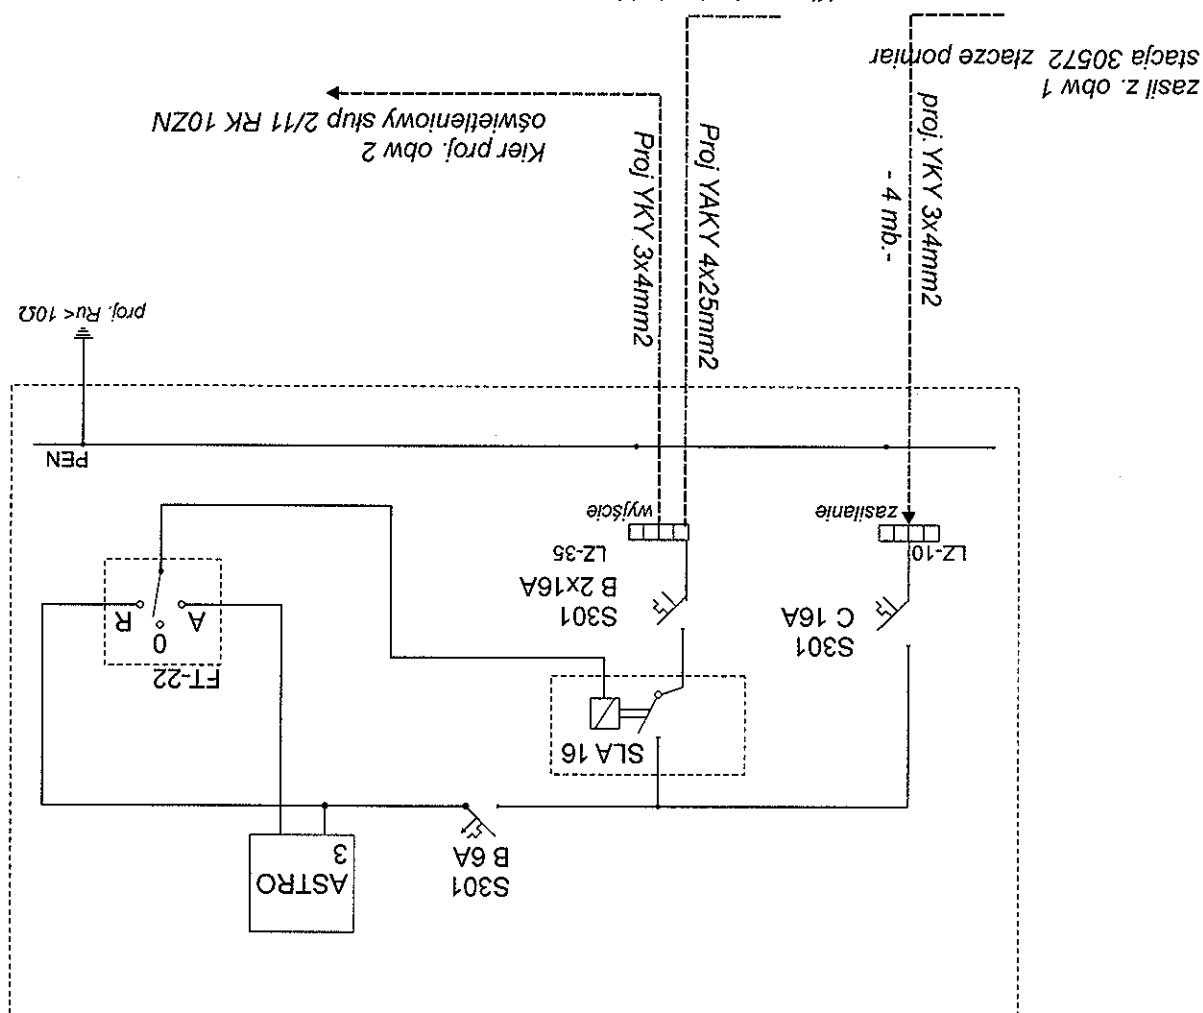 ASTRO
3
S301
B 6A
SLA 16
FT-22
A
0
R
S301
C 16A
S301
B 2x16A
LZ-10
LZ-35
zasilanie
wyjście
PEN
proj. Ru<10Ω
proj. YKY 3x4mm2
- 4 mb.-
Proj YAKY 4x25mm2
Proj YKY 3x4mm2
Kier proj. obw 2
oświetleniowy słup 2/11 RK 10ZN
zasil z. obw 1
stacja 30572 złacze pomiar